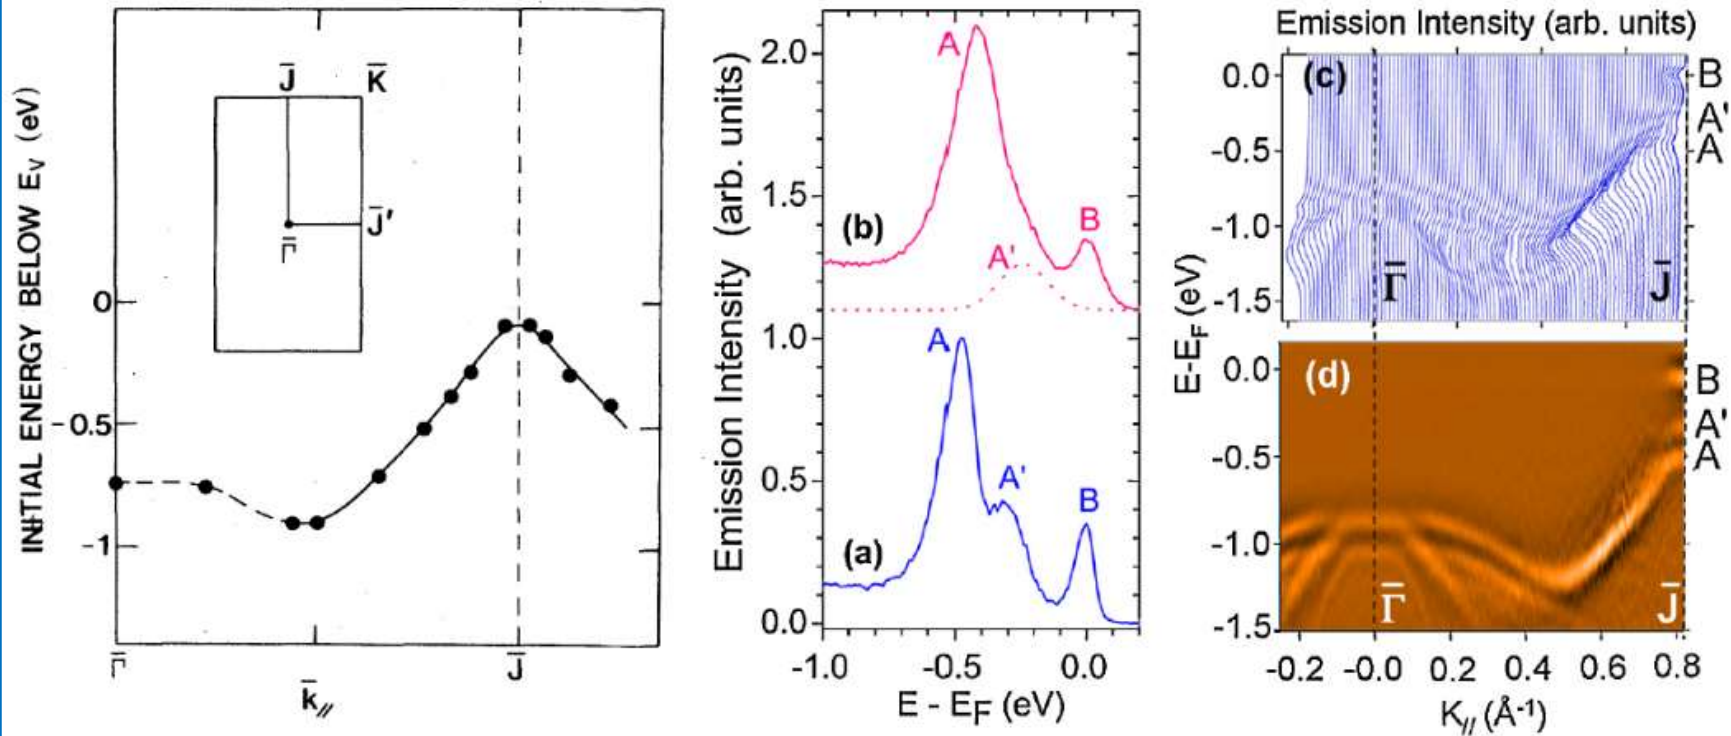 INITIAL ENERGY BELOW E_V (eV)
0
-0.5
-1
J̄ K̄
J̄'
Γ̄
Γ̄
J̄
k̄_//
Emission Intensity (arb. units)
2.0
1.5
1.0
0.5
0.0
A
(b)
B
A'
A
A'
B
(a)
-1.0 -0.5 0.0
E - E_F (eV)
Emission Intensity (arb. units)
0.0
-0.5
-1.0
-1.5
(c)
B
A'
A
Γ̄ J̄
E-E_F (eV)
0.0
-0.5
-1.0
-1.5
(d)
B
A'
A
Γ̄ J̄
-0.2 -0.0 0.2 0.4 0.6 0.8
K_// (Å⁻¹)